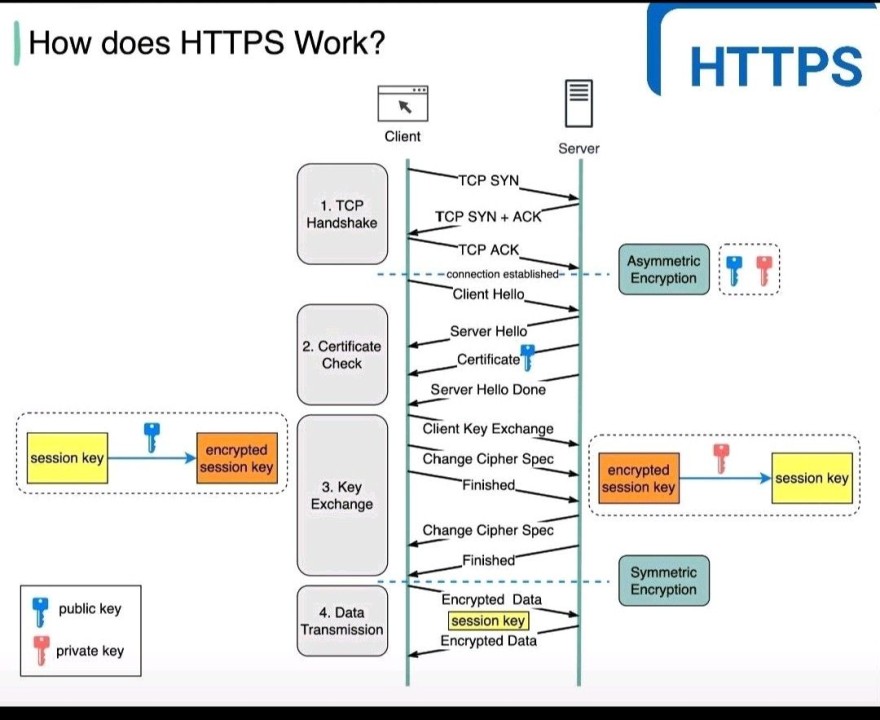 How does HTTPS Work?
HTTPS
Client
Server
1. TCP
Handshake
TCP SYN
TCP SYN + ACK
TCP ACK
connection established
Asymmetric
Encryption
Client Hello
2. Certificate
Check
Server Hello
Certificate
Server Hello Done
3. Key
Exchange
Client Key Exchange
Change Cipher Spec
Finished
Change Cipher Spec
Finished
session key
encrypted
session key
encrypted
session key
session key
Symmetric
Encryption
4. Data
Transmission
Encrypted Data
session key
Encrypted Data
public key
private key